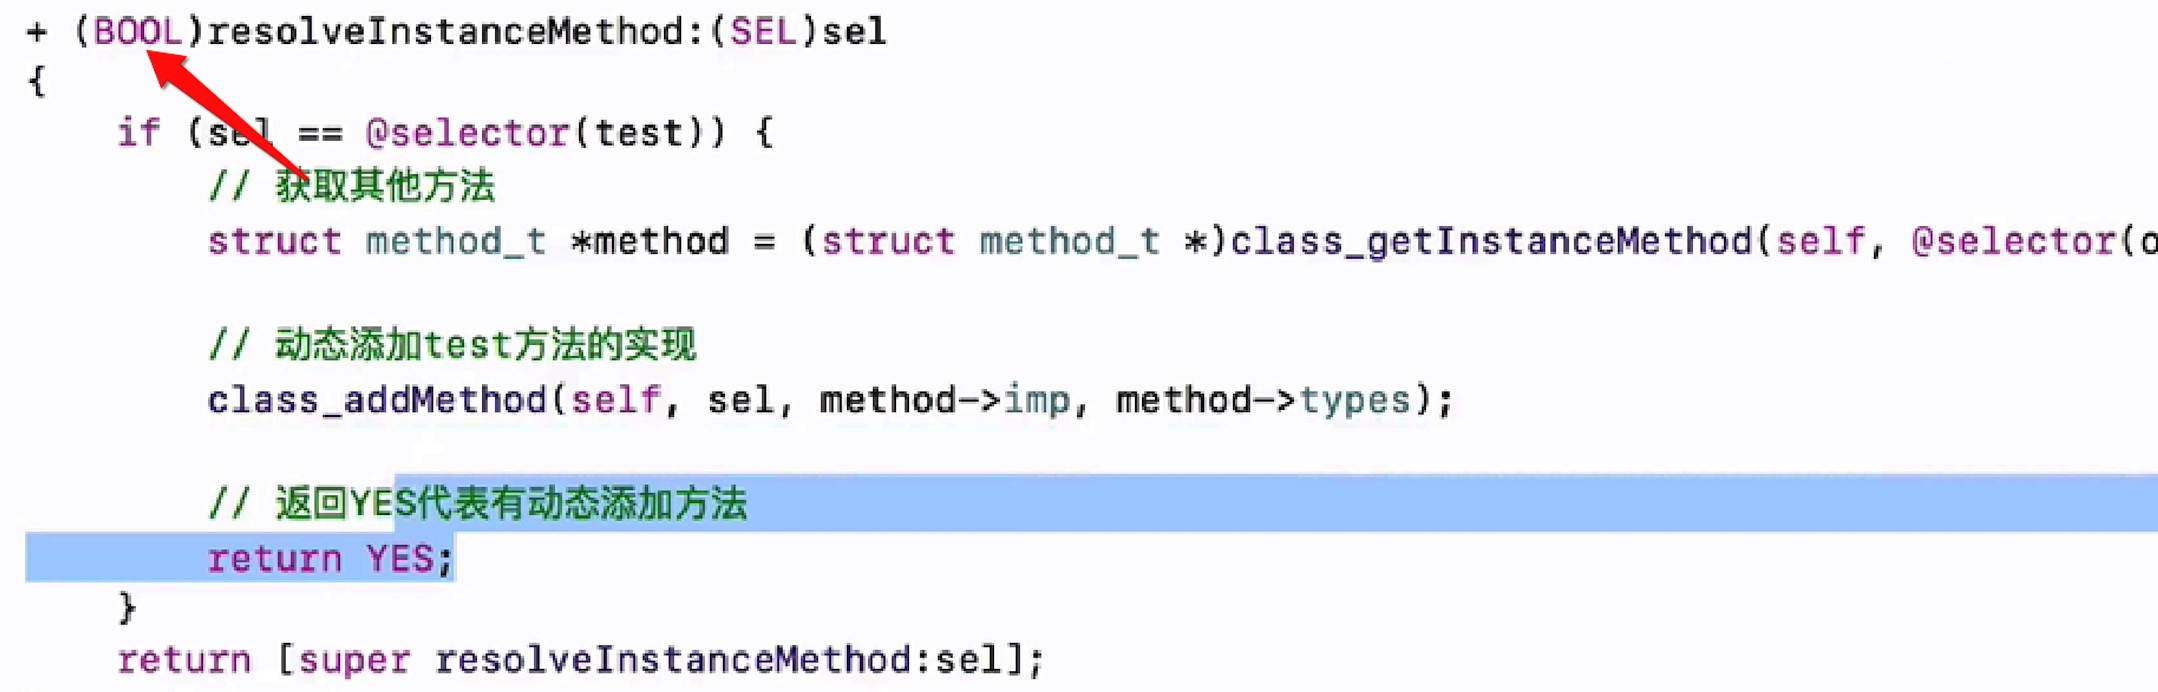 + (BOOL)resolveInstanceMethod:(SEL)sel
{
if (sel == @selector(test)) {
// 获取其他方法
struct method_t *method = (struct method_t *)class_getInstanceMethod(self, @selector(o
// 动态添加test方法的实现
class_addMethod(self, sel, method->imp, method->types);
// 返回YES代表有动态添加方法
return YES;
}
return [super resolveInstanceMethod:sel];